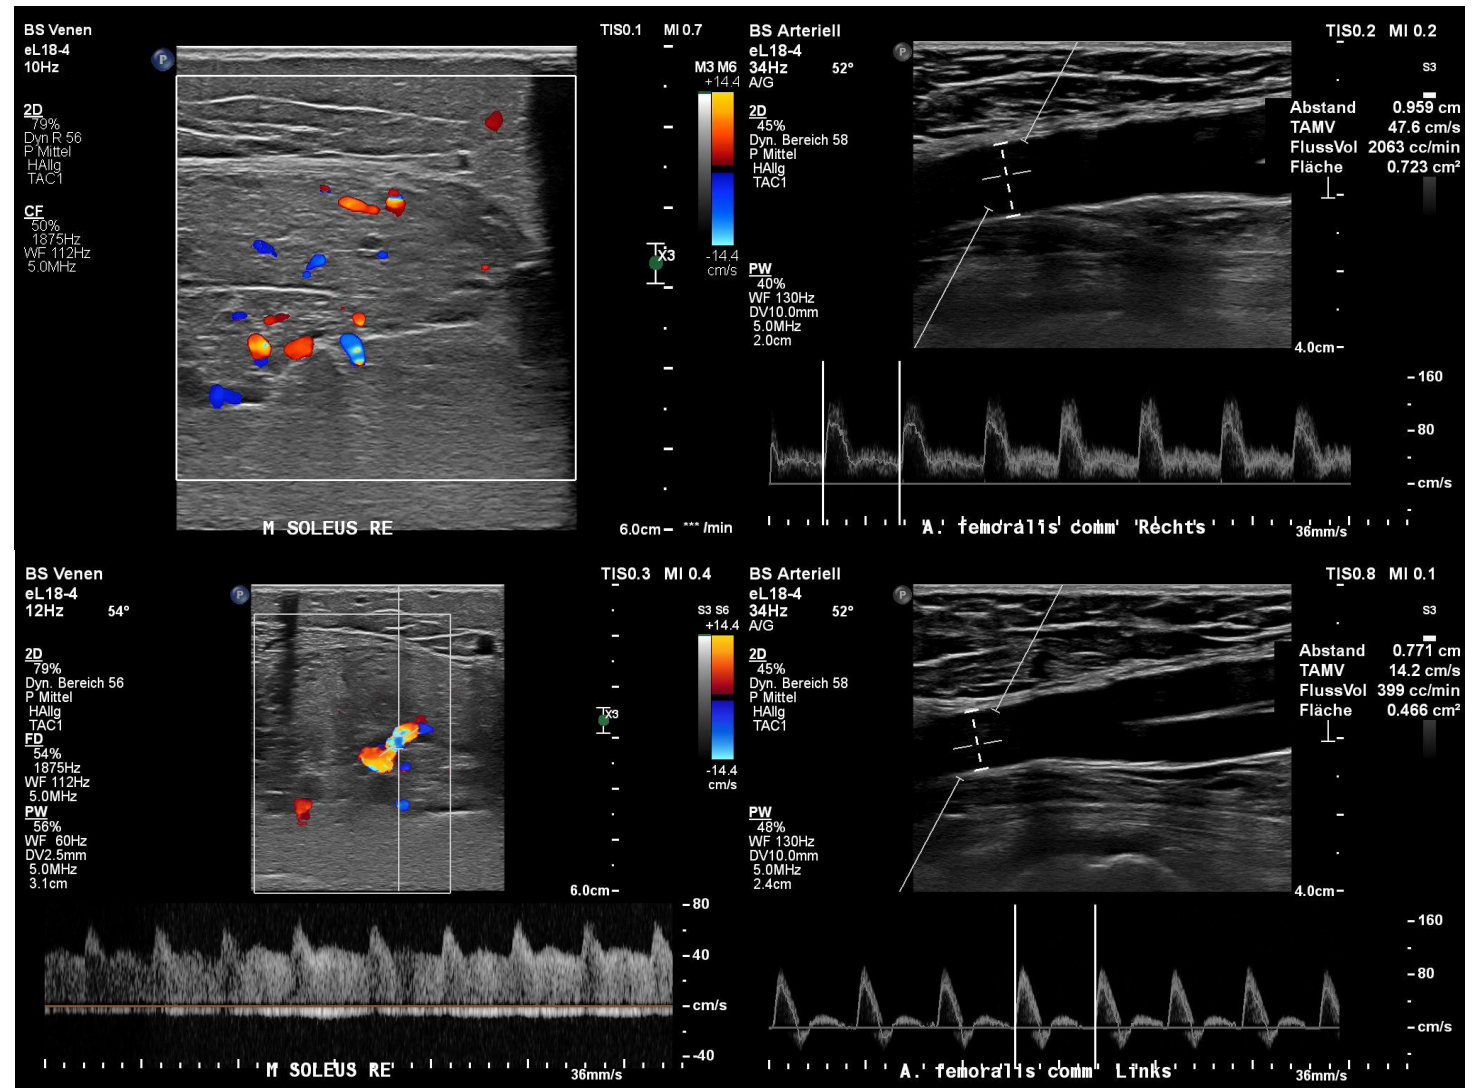 BS Venen
TIS0.1 MI 0.7
eL18-4
10Hz
P
M3 M6
+14.4
2D
79%
Dyn R 56
P Mittel
HAllg
TAC1
CF
50%
1875Hz
WF 112Hz
5.0MHz
X3
-14.4
cm/s
M SOLEUS RE
6.0cm
*** /min
BS Arteriell
TIS0.2 MI 0.2
eL18-4
34Hz 52°
A/G
P
S3
2D
45%
Dyn. Bereich 58
P Mittel
HAllg
TAC1
Abstand 0.959 cm
TAMV 47.6 cm/s
FlussVol 2063 cc/min
Fläche 0.723 cm²
PW
40%
WF 130Hz
DV10.0mm
5.0MHz
2.0cm
4.0cm
160
80
cm/s
A. femoralis comm Rechts
36mm/s
BS Venen
TIS0.3 MI 0.4
eL18-4
12Hz 54°
P
S3 S6
+14.4
2D
79%
Dyn. Bereich 56
P Mittel
HAllg
TAC1
FD
54%
1875Hz
WF 112Hz
5.0MHz
PW
56%
WF 60Hz
DV2.5mm
5.0MHz
3.1cm
X3
-14.4
cm/s
6.0cm
80
40
cm/s
-40
M SOLEUS RE
36mm/s
BS Arteriell
TIS0.8 MI 0.1
eL18-4
34Hz 52°
A/G
P
S3
2D
45%
Dyn. Bereich 58
P Mittel
HAllg
TAC1
Abstand 0.771 cm
TAMV 14.2 cm/s
FlussVol 399 cc/min
Fläche 0.466 cm²
PW
48%
WF 130Hz
DV10.0mm
5.0MHz
2.4cm
4.0cm
160
80
cm/s
A. femoralis comm Links
36mm/s